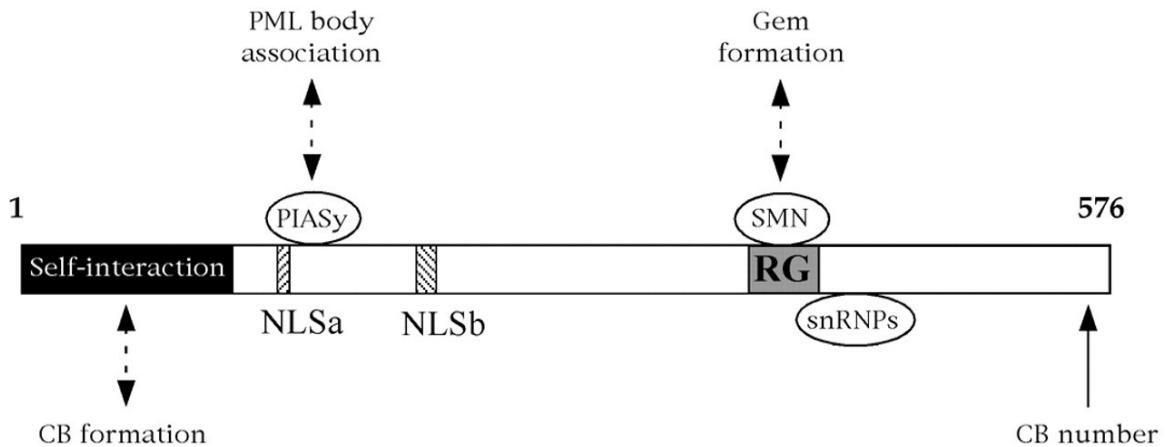 PML body
association
Gem
formation
1
PIASy
SMN
576
Self-interaction
RG
NLSa
NLSb
snRNPs
CB formation
CB number